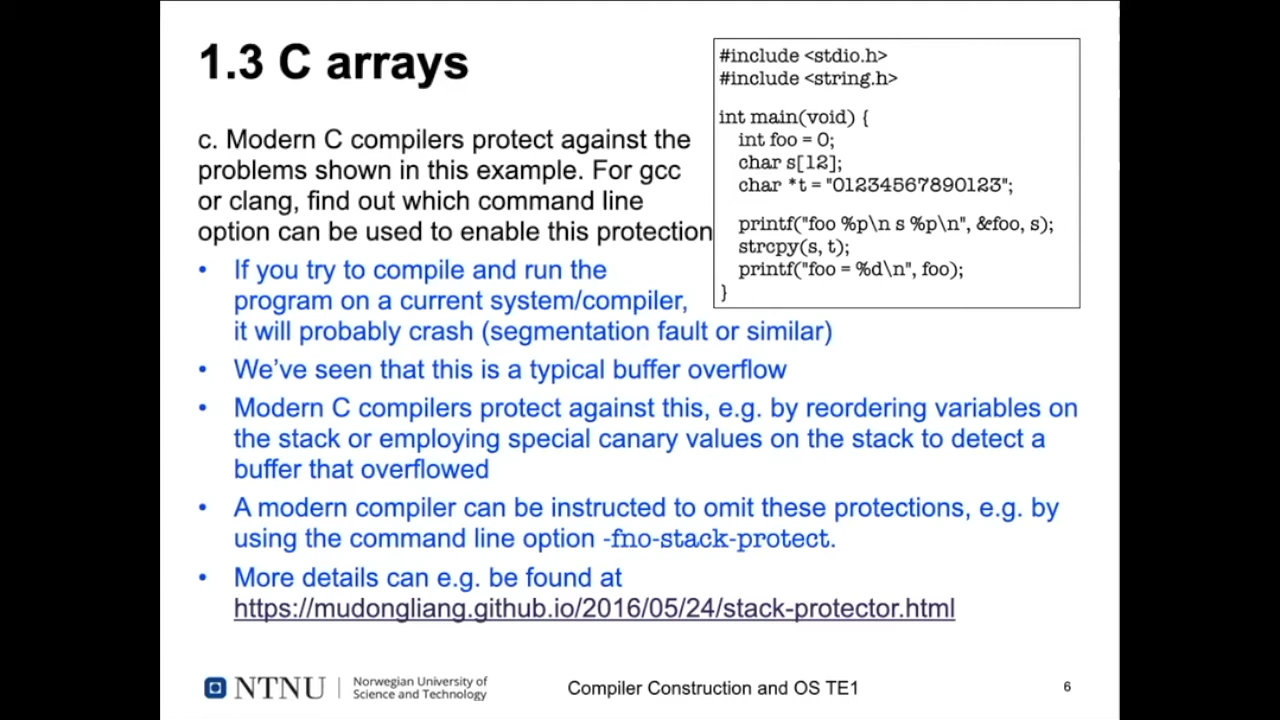 1.3 C arrays
c. Modern C compilers protect against the
problems shown in this example. For gcc
or clang, find out which command line
option can be used to enable this protection
#include <stdio.h>
#include <string.h>
int main(void) {
int foo = 0;
char s[12];
char *t = "01234567890123";
printf("foo %p\n s %p\n", &foo, s);
strcpy(s, t);
printf("foo = %d\n", foo);
}
• If you try to compile and run the
program on a current system/compiler,
it will probably crash (segmentation fault or similar)
• We've seen that this is a typical buffer overflow
• Modern C compilers protect against this, e.g. by reordering variables on
the stack or employing special canary values on the stack to detect a
buffer that overflowed
• A modern compiler can be instructed to omit these protections, e.g. by
using the command line option -fno-stack-protect.
• More details can e.g. be found at
https://mudongliang.github.io/2016/05/24/stack-protector.html
NTNU
Norwegian University of
Science and Technology
Compiler Construction and OS TE1
6